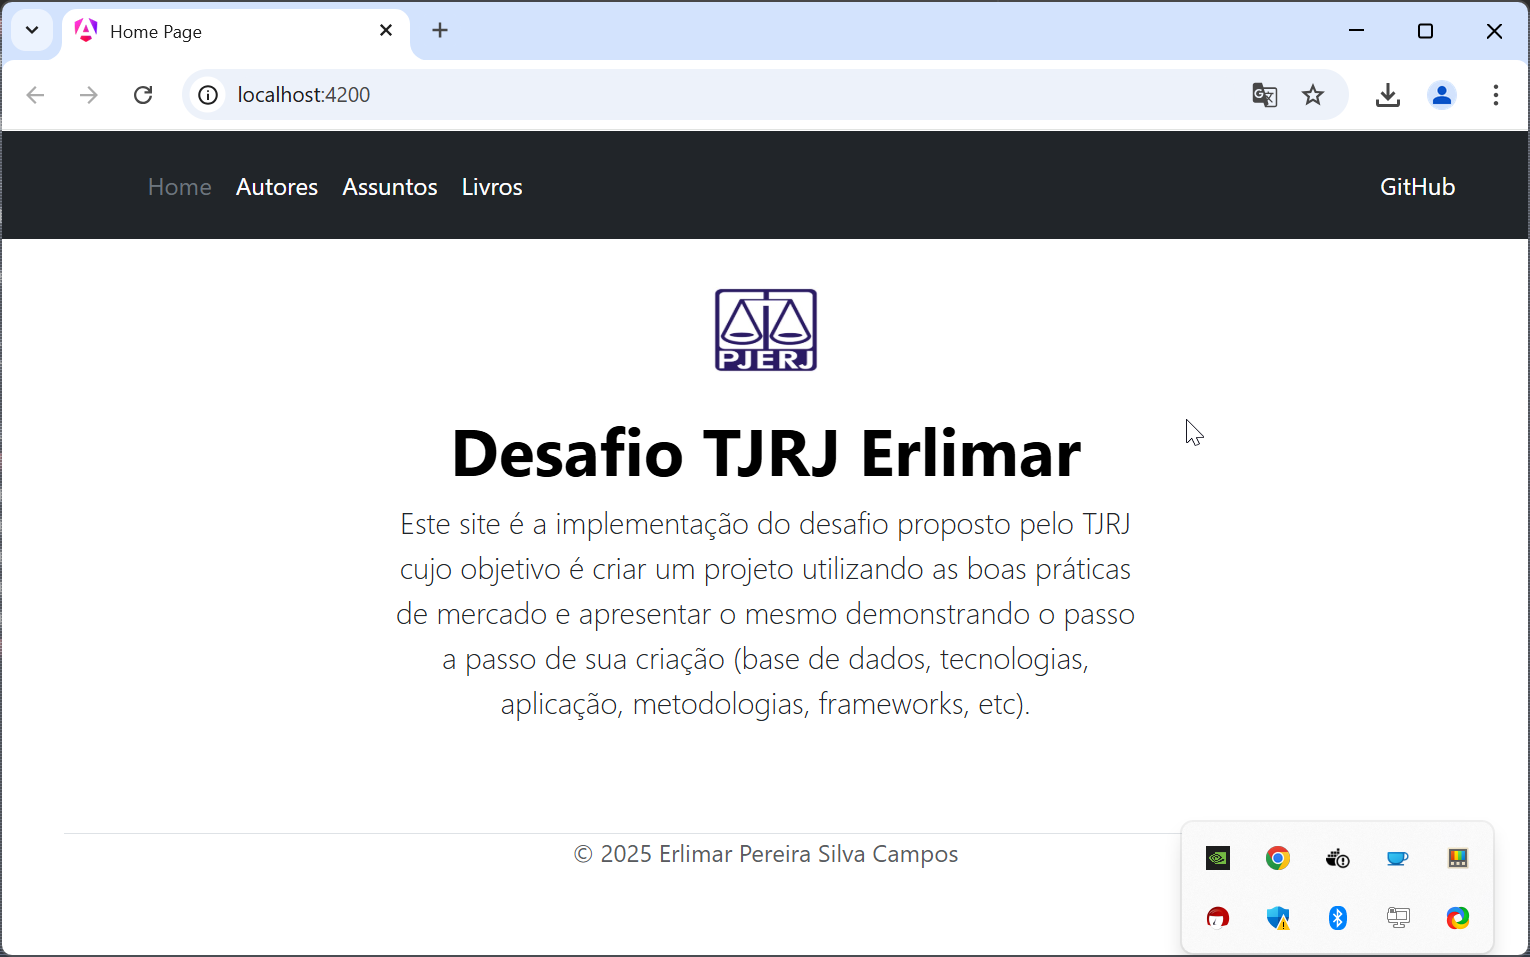 Home Page
localhost:4200
Home Autores Assuntos Livros GitHub
PJERJ
Desafio TJRJ Erlimar
Este site é a implementação do desafio proposto pelo TJRJ
cujo objetivo é criar um projeto utilizando as boas práticas
de mercado e apresentar o mesmo demonstrando o passo
a passo de sua criação (base de dados, tecnologias,
aplicação, metodologias, frameworks, etc).
© 2025 Erlimar Pereira Silva Campos